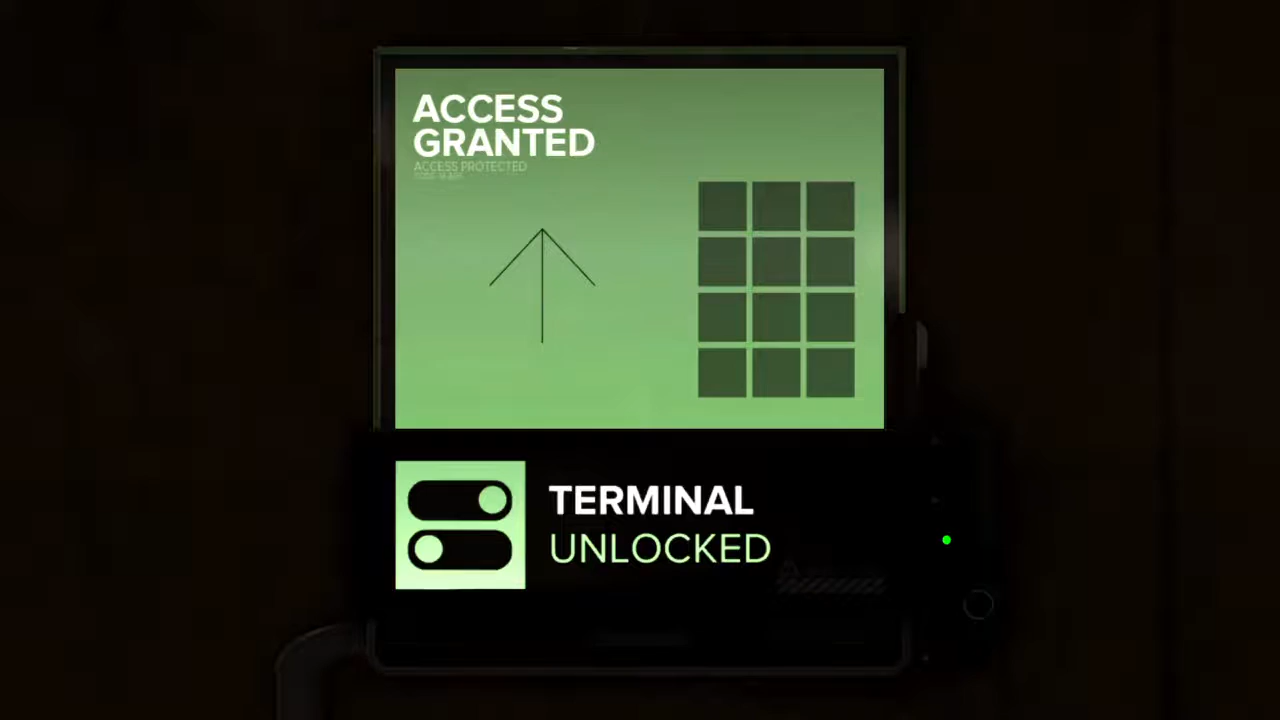 ACCESS
GRANTED
ACCESS PROTECTED
TERMINAL
UNLOCKED